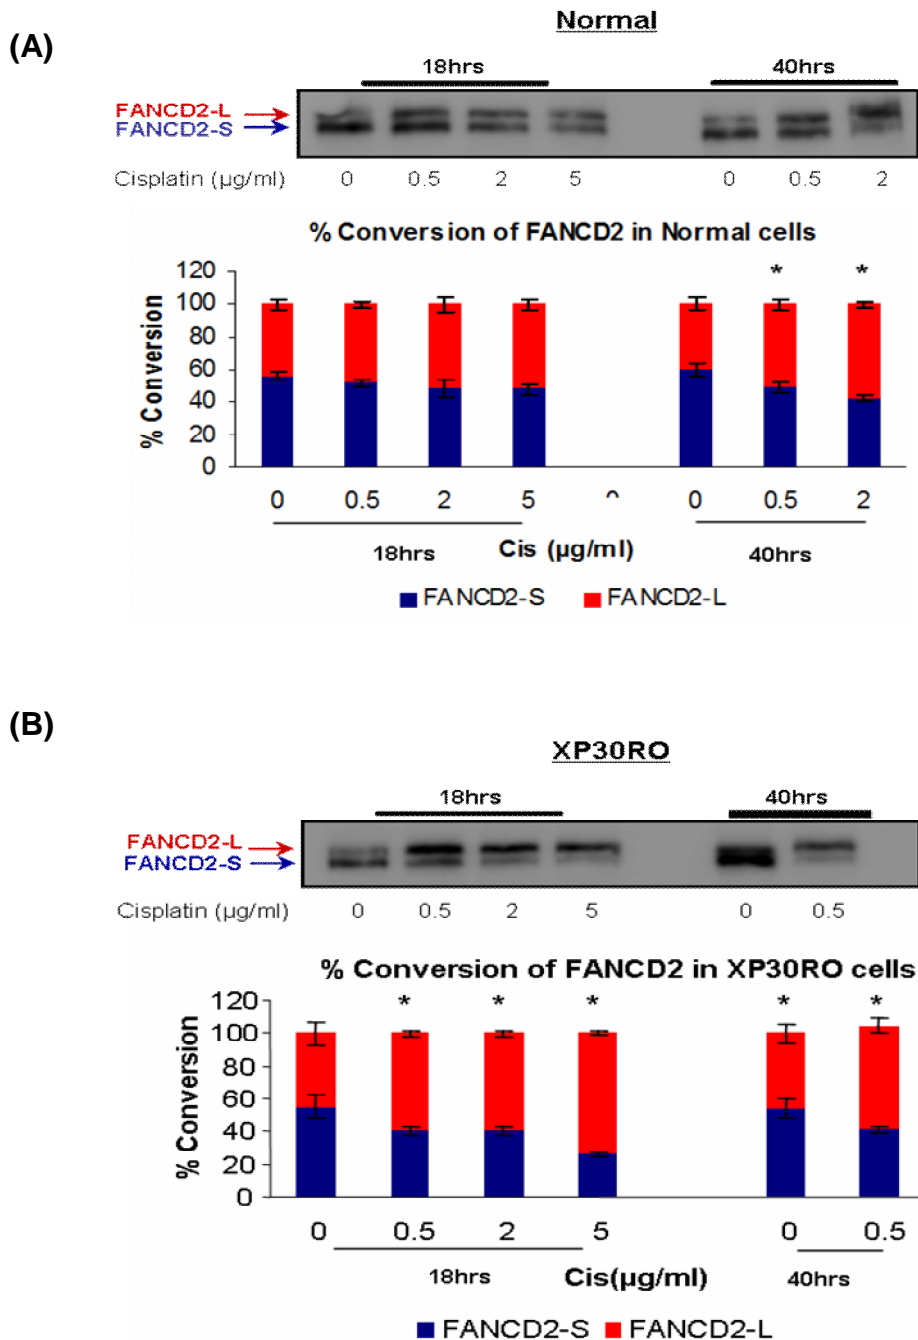 (A)
Normal
18hrs 40hrs
FANCD2-L
FANCD2-S
Cisplatin (µg/ml) 0 0.5 2 5 0 0.5 2
% Conversion of FANCD2 in Normal cells
* *
% Conversion
120
100
80
60
40
20
0
0 0.5 2 5 0 0.5 2
18hrs Cis (µg/ml) 40hrs
FANCD2-S FANCD2-L
(B)
XP30RO
18hrs 40hrs
FANCD2-L
FANCD2-S
Cisplatin (µg/ml) 0 0.5 2 5 0 0.5
% Conversion of FANCD2 in XP30RO cells
* * * * *
% Conversion
120
100
80
60
40
20
0
0 0.5 2 5 0 0.5
18hrs Cis(µg/ml) 40hrs
FANCD2-S FANCD2-L